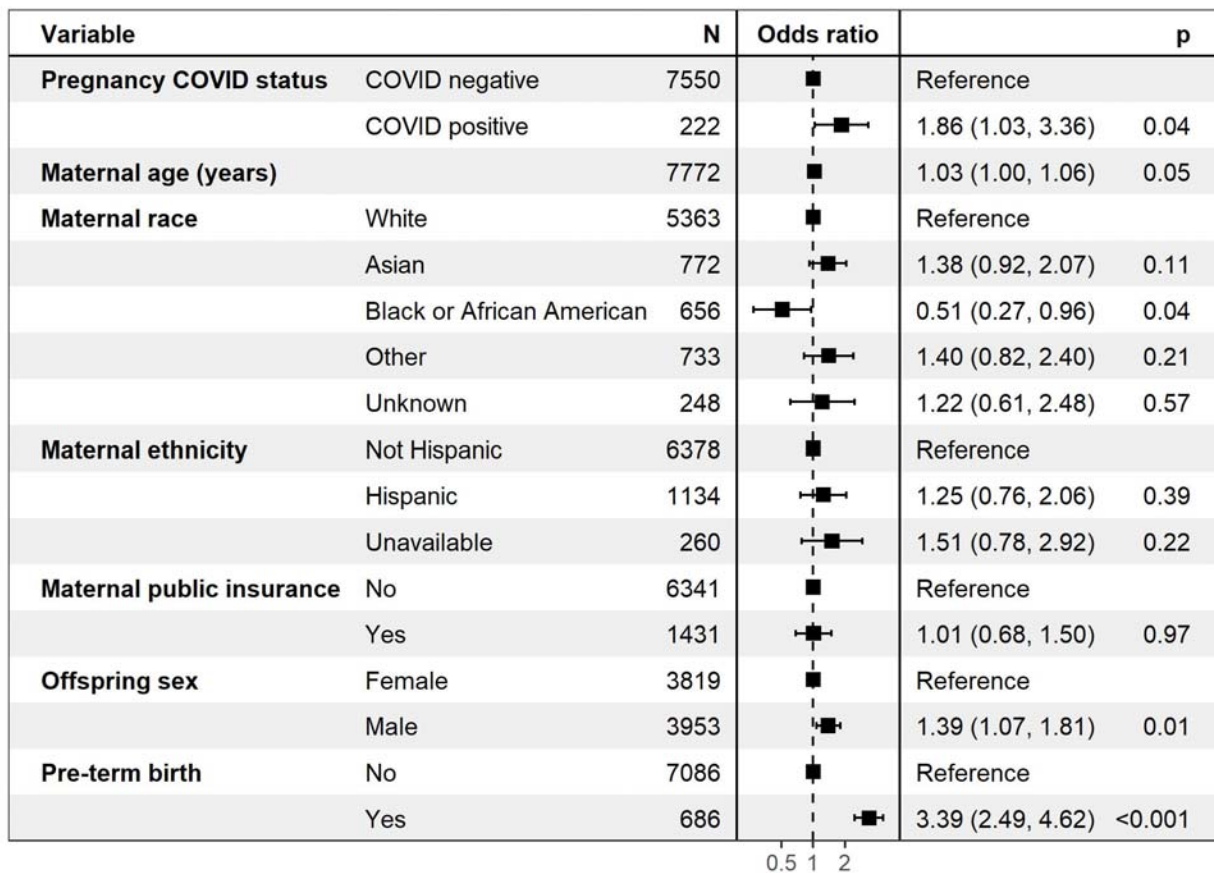 Variable N Odds ratio p
Pregnancy COVID status COVID negative 7550 Reference
COVID positive 222 1.86 (1.03, 3.36) 0.04
Maternal age (years) 7772 1.03 (1.00, 1.06) 0.05
Maternal race White 5363 Reference
Asian 772 1.38 (0.92, 2.07) 0.11
Black or African American 656 0.51 (0.27, 0.96) 0.04
Other 733 1.40 (0.82, 2.40) 0.21
Unknown 248 1.22 (0.61, 2.48) 0.57
Maternal ethnicity Not Hispanic 6378 Reference
Hispanic 1134 1.25 (0.76, 2.06) 0.39
Unavailable 260 1.51 (0.78, 2.92) 0.22
Maternal public insurance No 6341 Reference
Yes 1431 1.01 (0.68, 1.50) 0.97
Offspring sex Female 3819 Reference
Male 3953 1.39 (1.07, 1.81) 0.01
Pre-term birth No 7086 Reference
Yes 686 3.39 (2.49, 4.62) <0.001
0.5 1 2